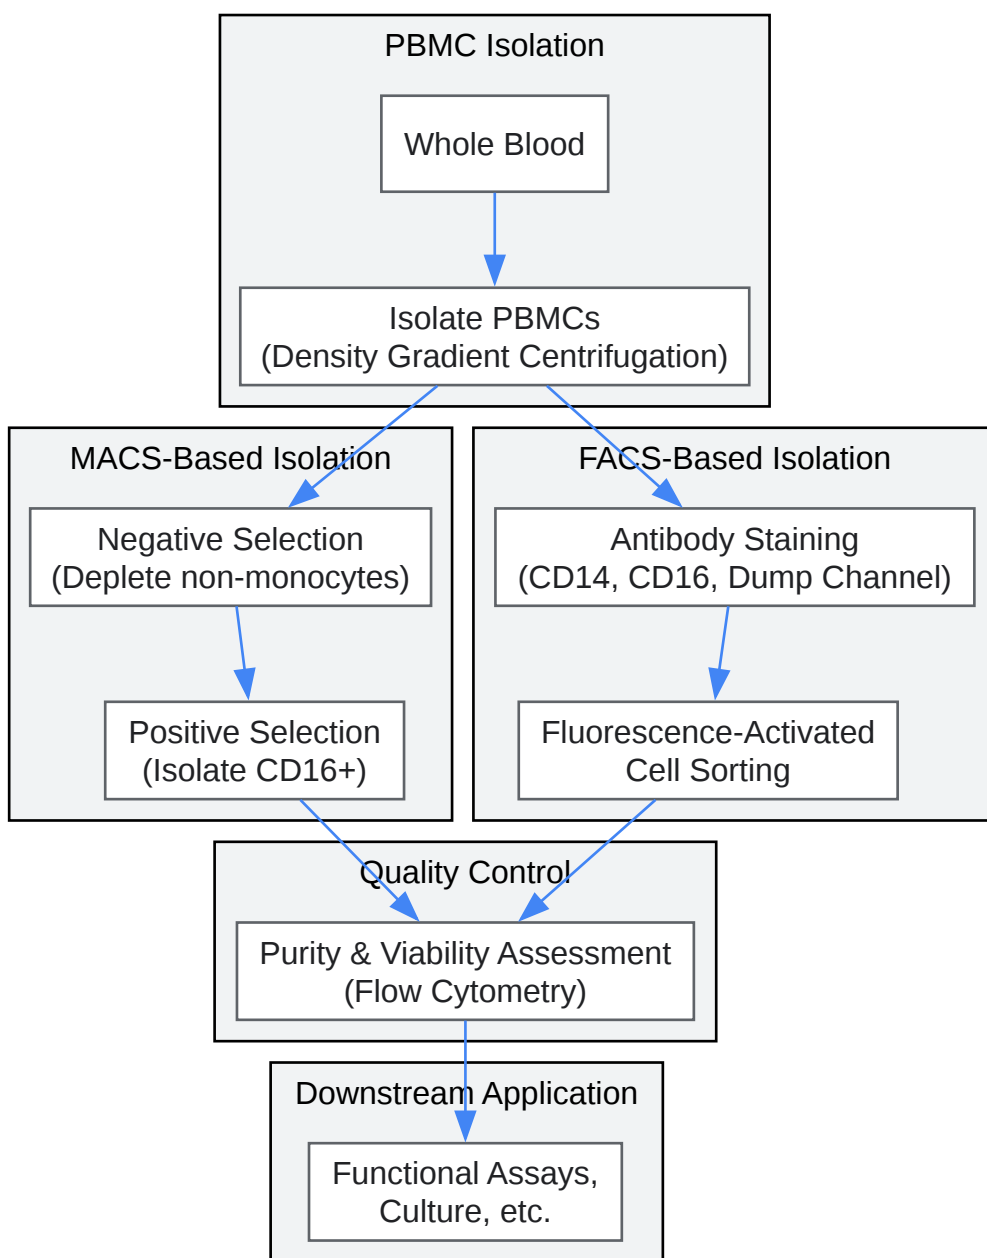 PBMC Isolation
Whole Blood
Isolate PBMCs
(Density Gradient Centrifugation)
MACS-Based Isolation
Negative Selection
(Deplete non-monocytes)
Positive Selection
(Isolate CD16+)
FACS-Based Isolation
Antibody Staining
(CD14, CD16, Dump Channel)
Fluorescence-Activated
Cell Sorting
Quality Control
Purity & Viability Assessment
(Flow Cytometry)
Downstream Application
Functional Assays,
Culture, etc.